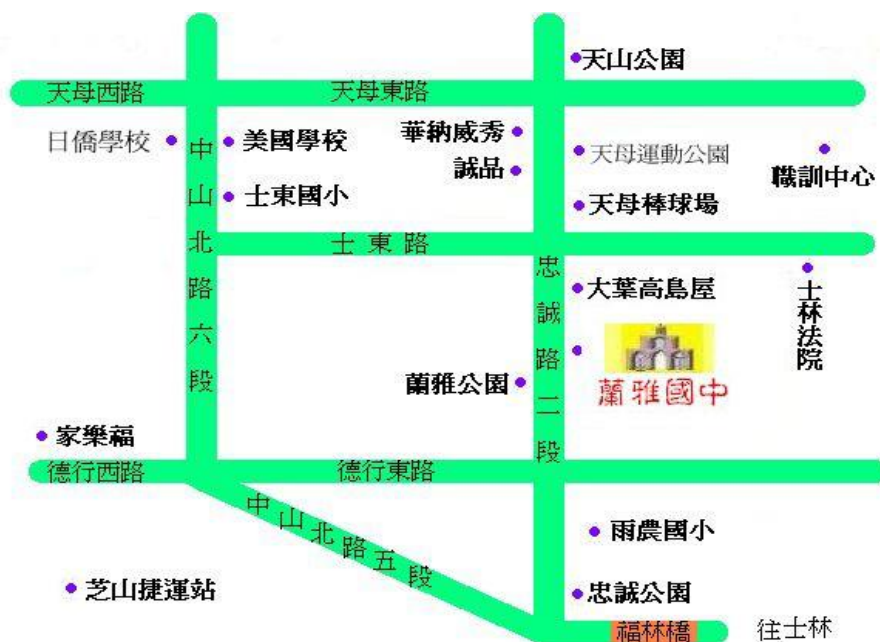 天山公園
天母西路
天母東路
日僑學校
美國學校
華納威秀
天母運動公園
職訓中心
誠品
士東國小
天母棒球場
中山北路六段
士東路
忠誠路二段
大葉高島屋
士林法院
蘭雅公園
蘭雅國中
家樂福
德行西路
德行東路
中山北路五段
雨農國小
芝山捷運站
忠誠公園
福林橋
往士林